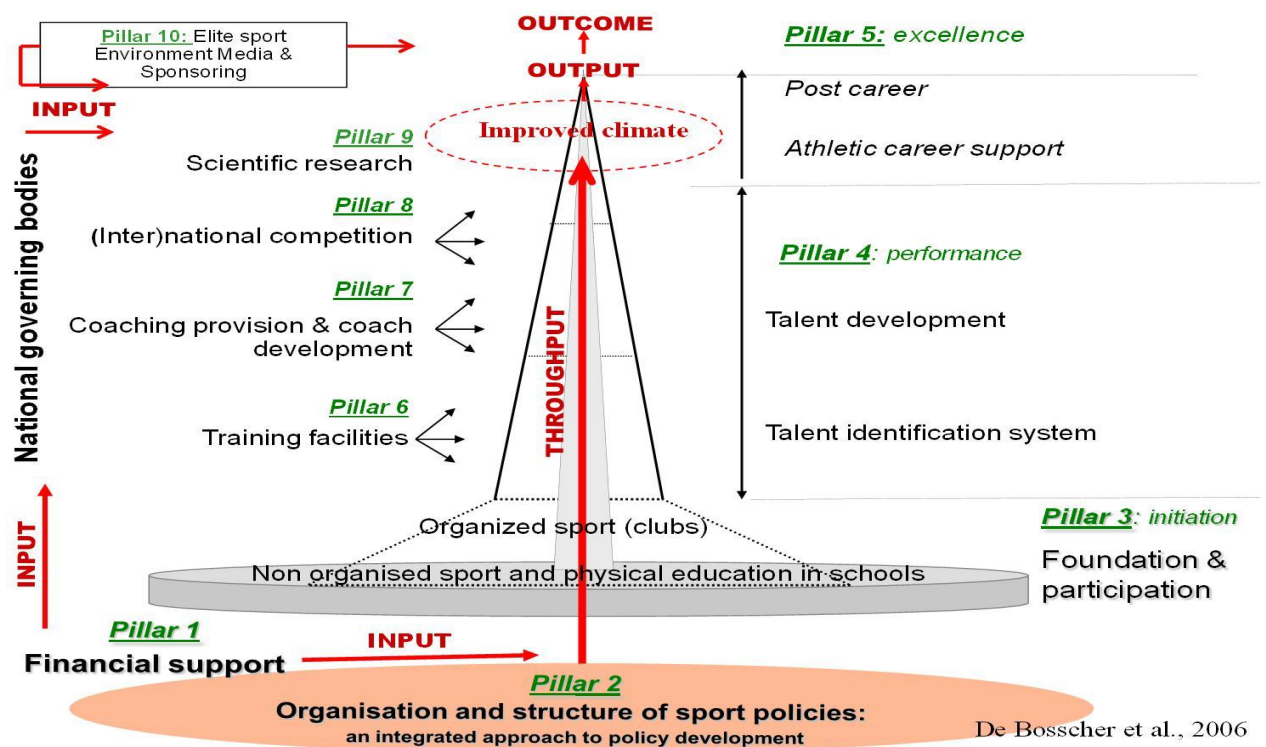 Pillar 10: Elite sport
Environment Media &
Sponsoring
INPUT
OUTCOME
OUTPUT
Improved climate
Pillar 5: excellence
Post career
Athletic career support
Pillar 9
Scientific research
Pillar 8
(Inter)national competition
Pillar 7
Coaching provision & coach
development
Pillar 6
Training facilities
National governing bodies
INPUT
THROUGHPUT
Pillar 4: performance
Talent development
Talent identification system
Organized sport (clubs)
Non organised sport and physical education in schools
Pillar 3: initiation
Foundation &
participation
Pillar 1
Financial support
INPUT
Pillar 2
Organisation and structure of sport policies:
an integrated approach to policy development
De Bosscher et al., 2006